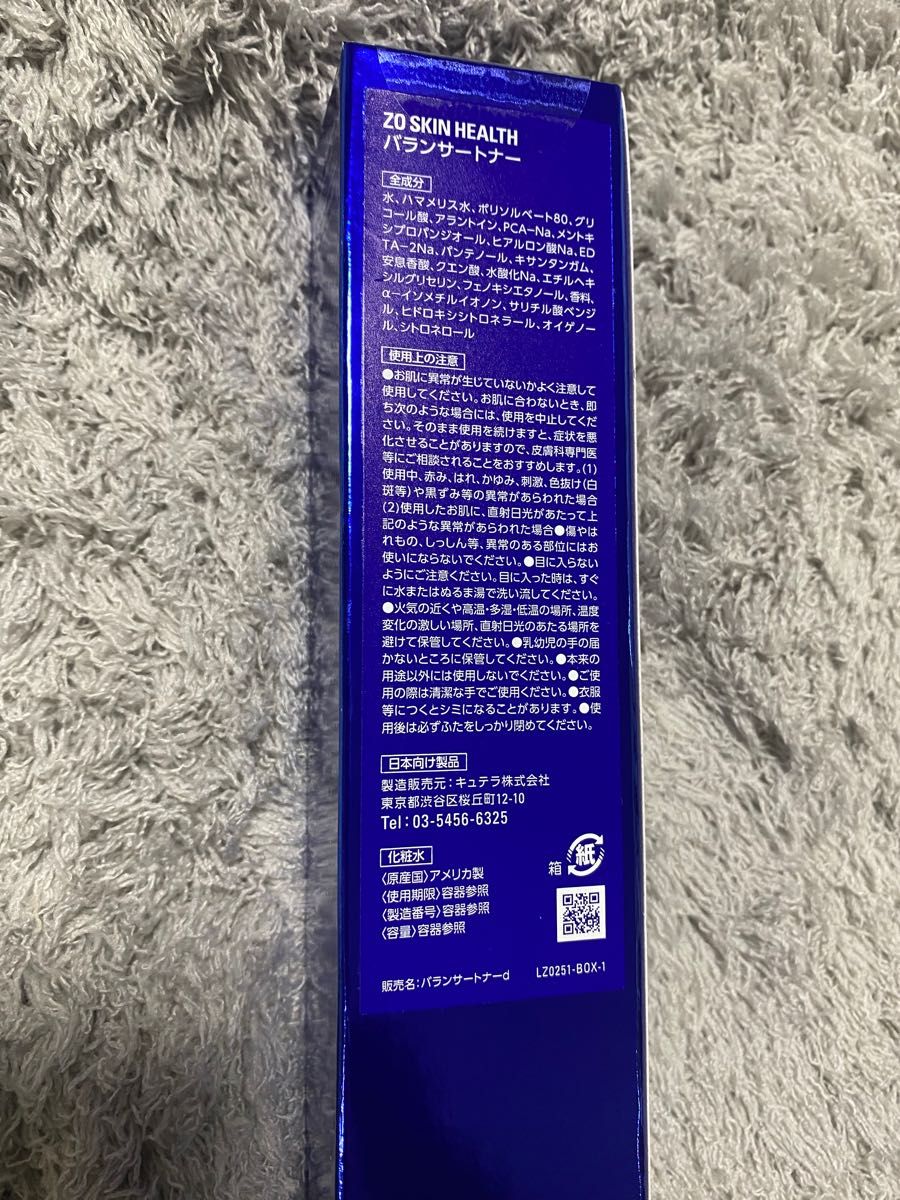 ZO SKIN HEALTH
バランサートナー
全成分
水、ハマメリス水、ポリソルベート80、グリ
コール酸、アラントイン、PCA-Na、メントキ
シプロパンジオール、ヒアルロン酸Na、ED
TA-2Na、パンテノール、キサンタンガム、
安息香酸、クエン酸、水酸化Na、エチルヘキ
シルグリセリン、フェノキシエタノール、香料、
α-イソメチルイオノン、サリチル酸ベンジ
ル、ヒドロキシシトロネラール、オイゲノー
ル、シトロネロール
使用上の注意
●お肌に異常が生じていないかよく注意して
使用してください。お肌に合わないとき、即
ち次のような場合には、使用を中止してくだ
さい。そのまま使用を続けますと、症状を悪
化させることがありますので、皮膚科専門医
等にご相談されることをおすすめします。(1)
使用中、赤み、はれ、かゆみ、刺激、色抜け(白
斑等)や黒ずみ等の異常があらわれた場合
(2)使用したお肌に、直射日光があたって上
記のような異常があらわれた場合●傷やは
れもの、しっしん等、異常のある部位にはお
使いにならないでください。●目に入らない
ようにご注意ください。目に入った時は、すぐ
に水またはぬるま湯で洗い流してください。
●火気の近くや高温・多湿・低温の場所、温度
変化の激しい場所、直射日光のあたる場所を
避けて保管してください。●乳幼児の手の届
かないところに保管してください。●本来の
用途以外には使用しないでください。●ご使
用の際は清潔な手でご使用ください。●衣服
等につくとシミになることがあります。●使
用後は必ずふたをしっかり閉めてください。
日本向け製品
製造販売元:キュテラ株式会社
東京都渋谷区桜丘町12-10
Tel:03-5456-6325
化粧水
〈原産国〉アメリカ製
〈使用期限〉容器参照
〈製造番号〉容器参照
〈容量〉容器参照
箱 紙
販売名:バランサートナーd LZ0251-BOX-1